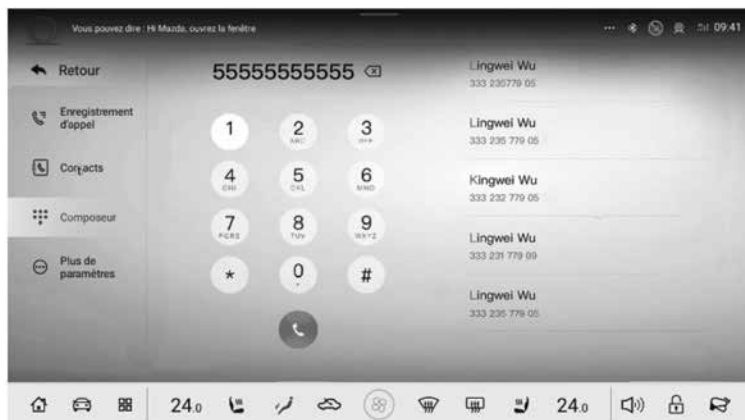 Vous pouvez dire : Hi Mazda, ouvrez la fenêtre
09:41
Retour
55555555555
Enregistrement
d'appel
Contacts
Composeur
Plus de
paramètres
1
2
ABC
3
DEF
4
GHI
5
JKL
6
MNO
7
PQRS
8
TUV
9
WXYZ
*
0
#
Lingwei Wu
333 235779 05
Lingwei Wu
333 235 779 05
Kingwei Wu
333 232 779 05
Lingwei Wu
333 231 779 09
Lingwei Wu
333 235 779 05
24.0
24.0